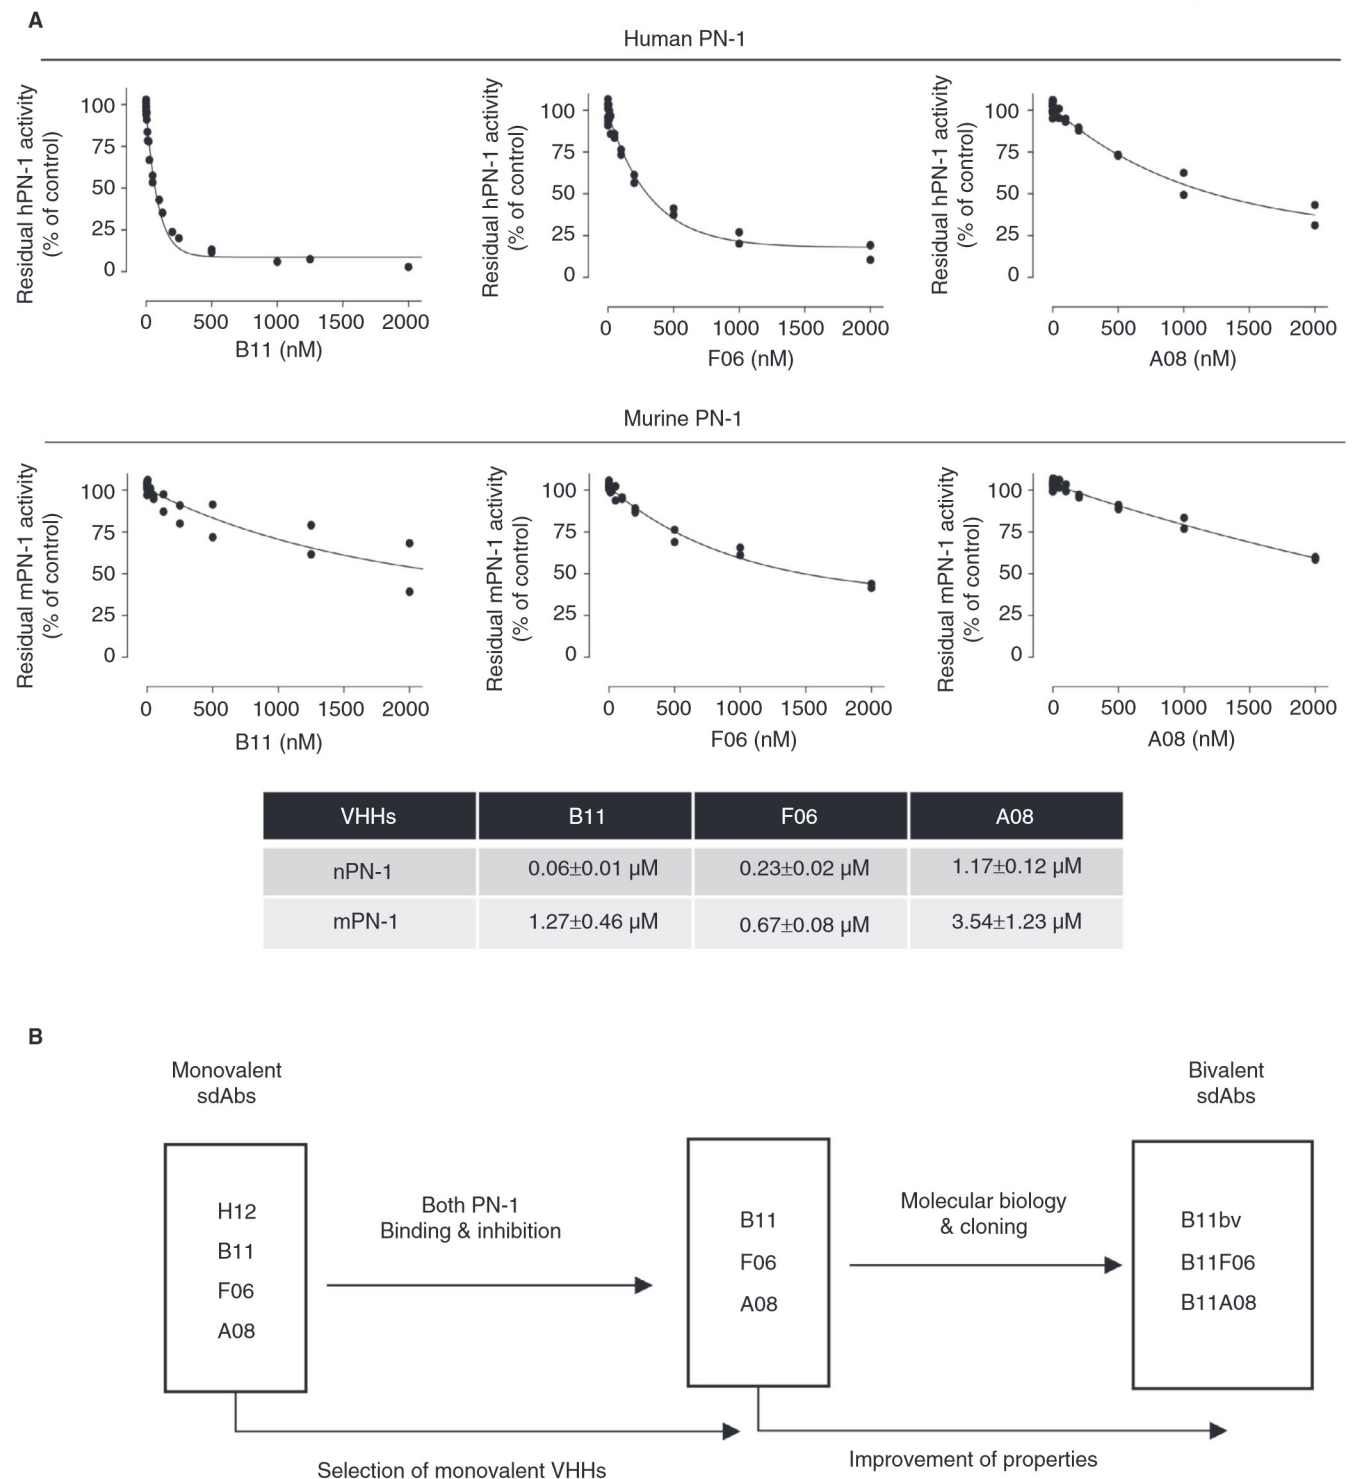 A
Human PN-1
Residual hPN-1 activity
(% of control)
100
75
50
25
0
0 500 1000 1500 2000
B11 (nM)
Residual hPN-1 activity
(% of control)
100
75
50
25
0
0 500 1000 1500 2000
F06 (nM)
Residual hPN-1 activity
(% of control)
100
75
50
25
0
0 500 1000 1500 2000
A08 (nM)
Murine PN-1
Residual mPN-1 activity
(% of control)
100
75
50
25
0
0 500 1000 1500 2000
B11 (nM)
Residual mPN-1 activity
(% of control)
100
75
50
25
0
0 500 1000 1500 2000
F06 (nM)
Residual mPN-1 activity
(% of control)
100
75
50
25
0
0 500 1000 1500 2000
A08 (nM)
VHHs B11 F06 A08
nPN-1 0.06±0.01 µM 0.23±0.02 µM 1.17±0.12 µM
mPN-1 1.27±0.46 µM 0.67±0.08 µM 3.54±1.23 µM
B
Monovalent
sdAbs
H12
B11
F06
A08
Both PN-1
Binding & inhibition
B11
F06
A08
Molecular biology
& cloning
Bivalent
sdAbs
B11bv
B11F06
B11A08
Selection of monovalent VHHs
Improvement of properties